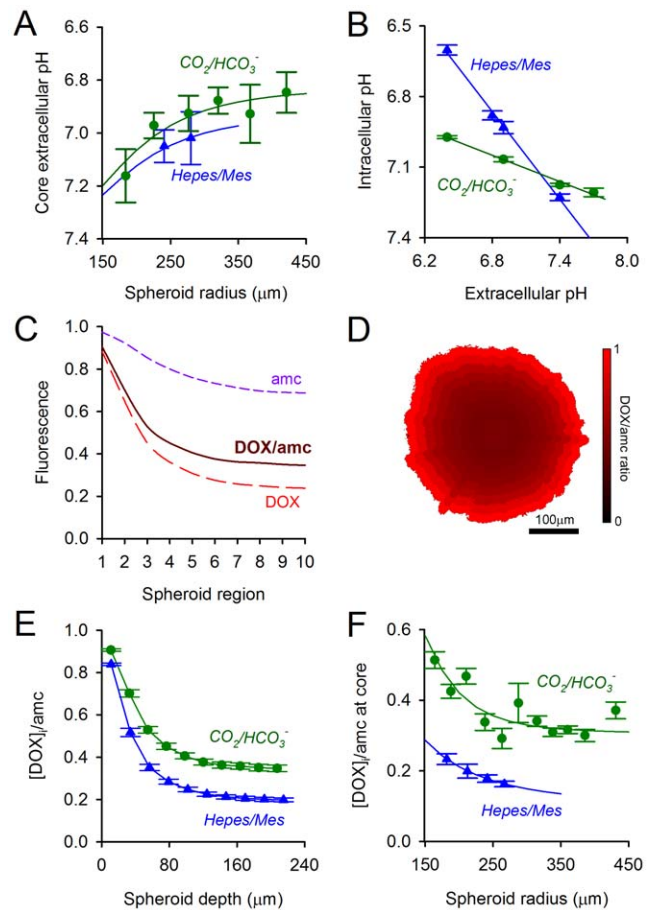 A
Core extracellular pH
6.6
6.8
7.0
7.2
7.4
CO₂/HCO₃⁻
Hepes/Mes
150 250 350 450
Spheroid radius (μm)
B
Intracellular pH
6.5
6.8
7.1
7.4
Hepes/Mes
CO₂/HCO₃⁻
6.2 6.8 7.4 8.0
Extracellular pH
C
Fluorescence
1.0
0.8
0.6
0.4
0.2
0.0
amc
DOX/amc
DOX
1 2 3 4 5 6 7 8 9 10
Spheroid region
D
1
DOX/amc ratio
0
100μm
E
[DOX]ᵢ/amc
1.0
0.8
0.6
0.4
0.2
0.0
CO₂/HCO₃⁻
Hepes/Mes
0 80 160 240
Spheroid depth (μm)
F
[DOX]ᵢ/amc at core
0.6
0.4
0.2
0.0
CO₂/HCO₃⁻
Hepes/Mes
150 250 350 450
Spheroid radius (μm)